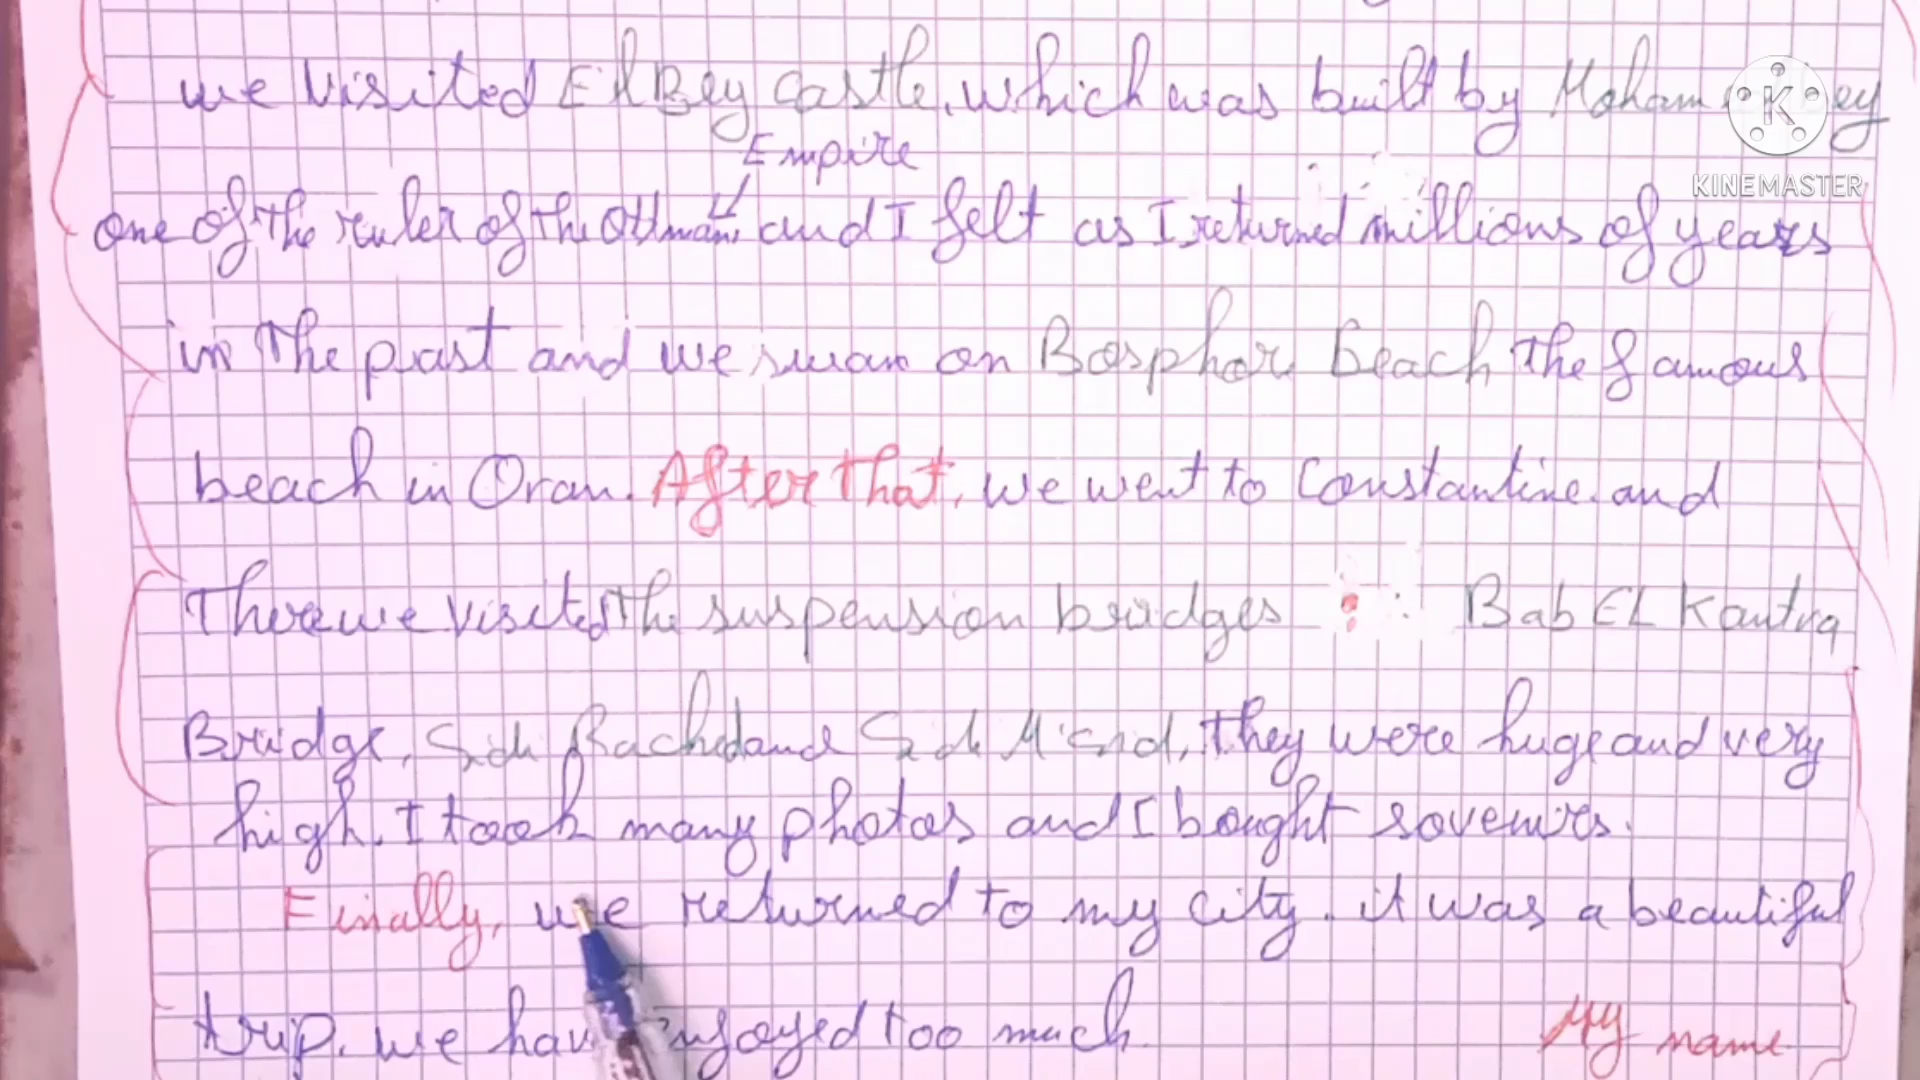 we visited El Bey castle, which was built by Moham Bey
Empire
one of the ruler of the Ottman, and I felt as I returned millions of years
in the past and we swam on Bosphor Beach the famous
beach in Oran. After that, we went to Constantine and
There we visited the suspension bridges : Bab EL Kantra
Bridge, Sidi Rached and Sidi M'Cid, they were huge and very
high. I took many photos and I bought sovenirs.
Finally, we returned to my city. it was a beautiful
trip. we have enjoyed too much.
My name
K
KINEMASTER